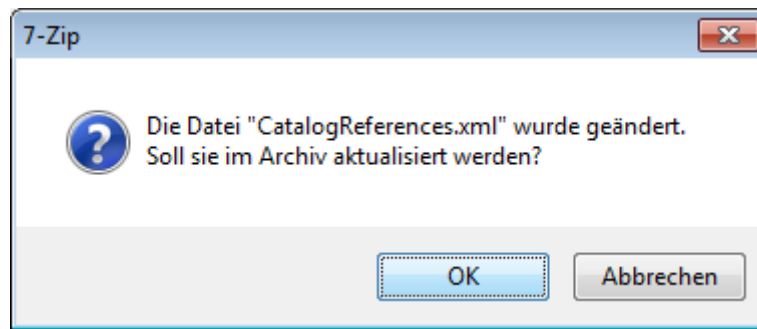 7-Zip
Die Datei "CatalogReferences.xml" wurde geändert.
Soll sie im Archiv aktualisiert werden?
OK
Abbrechen